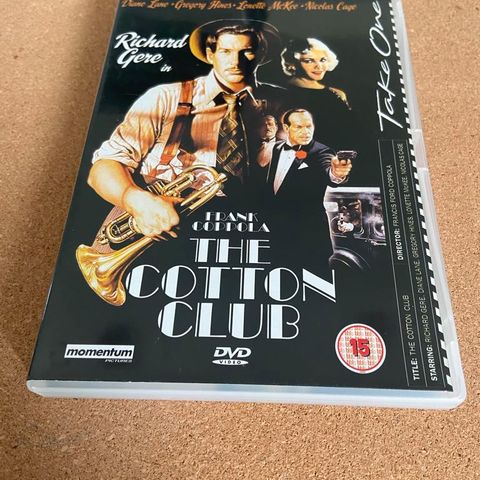 Diane Lane • Gregory Hines • Lonette McKee • Nicolas Cage
Richard
Gere
in
FRANK
COPPOLA
THE
COTTON
CLUB
momentum
PICTURES
DVD
VIDEO
15
Take One
TITLE: THE COTTON CLUB
DIRECTOR: FRANCIS FORD COPPOLA
STARRING: RICHARD GERE, DIANE LANE, GREGORY HINES, LONETTE MCKEE, NICOLAS CAGE